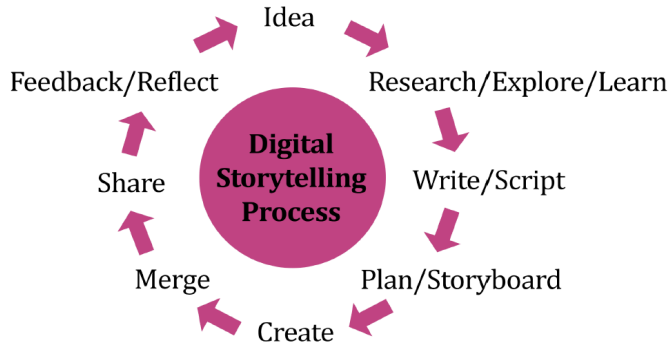 Idea
Research/Explore/Learn
Write/Script
Plan/Storyboard
Create
Merge
Share
Feedback/Reflect
Digital
Storytelling
Process